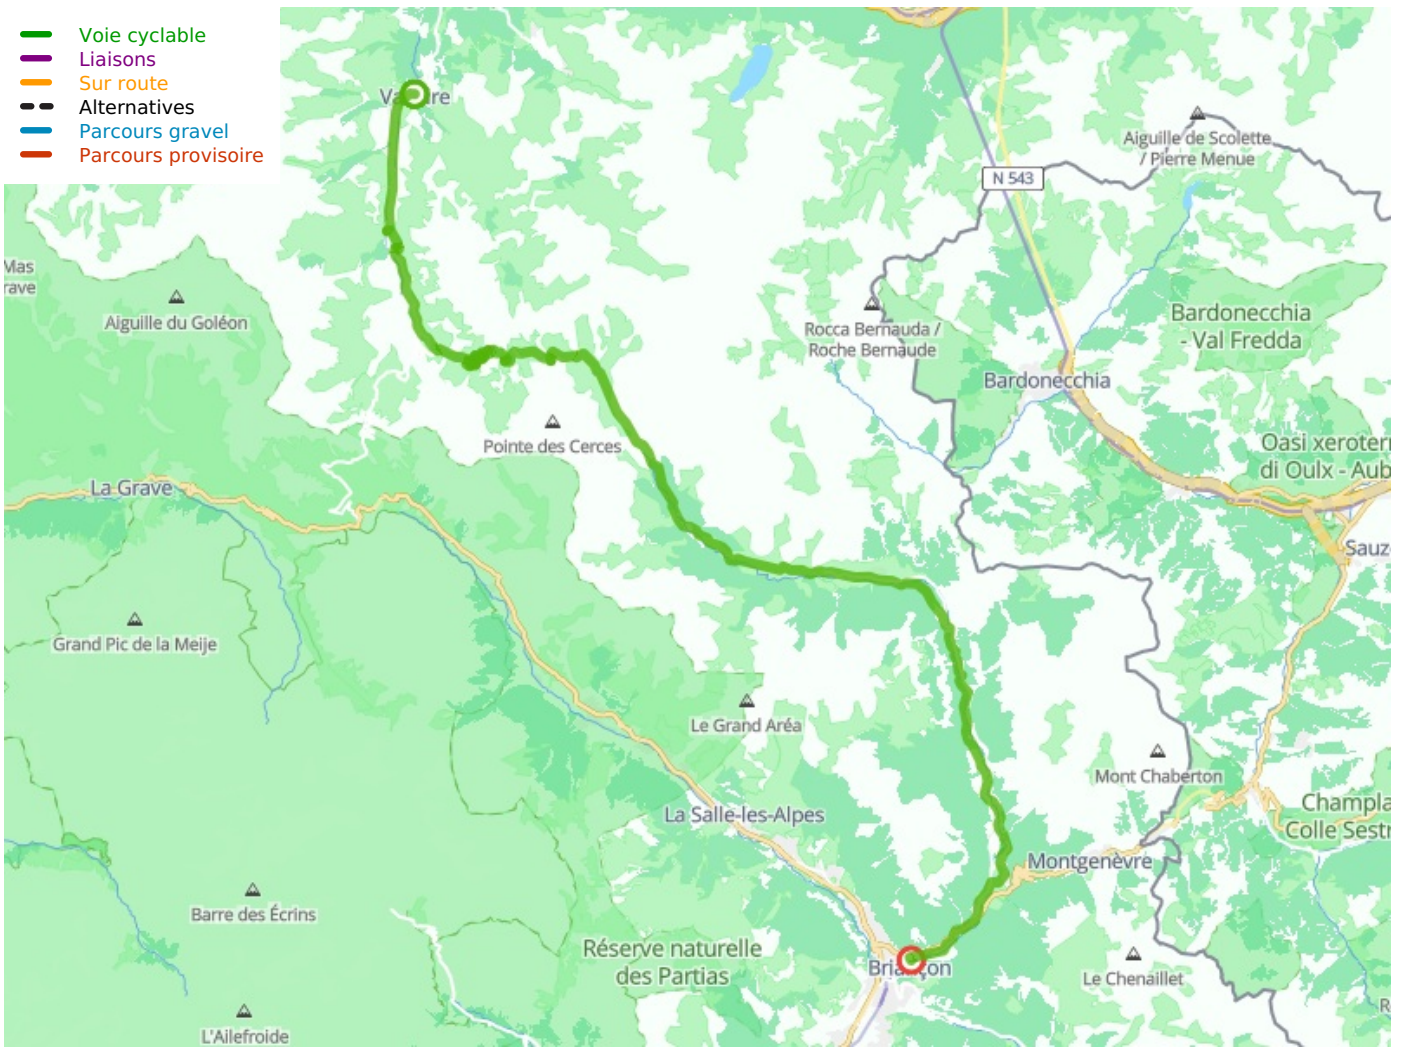 Voie cyclable
Liaisons
Sur route
Alternatives
Parcours gravel
Parcours provisoire
Aiguille de Scolette
/ Pierre Menue
N 543
Mas
rave
Aiguille du Goléon
Rocca Bernauda /
Roche Bernaude
Bardonecchia
- Val Fredda
Bardonecchia
Pointe des Cerces
Oasi xeroter
di Oulx - Aub
La Grave
Sauz
Grand Pic de la Meije
Le Grand Aréa
Mont Chaberton
La Salle-les-Alpes
Champla
Colle Sestr
Montgenèvre
Barre des Écrins
Réserve naturelle
des Partias
Briançon
Le Chenaillet
R
L'Ailefroide